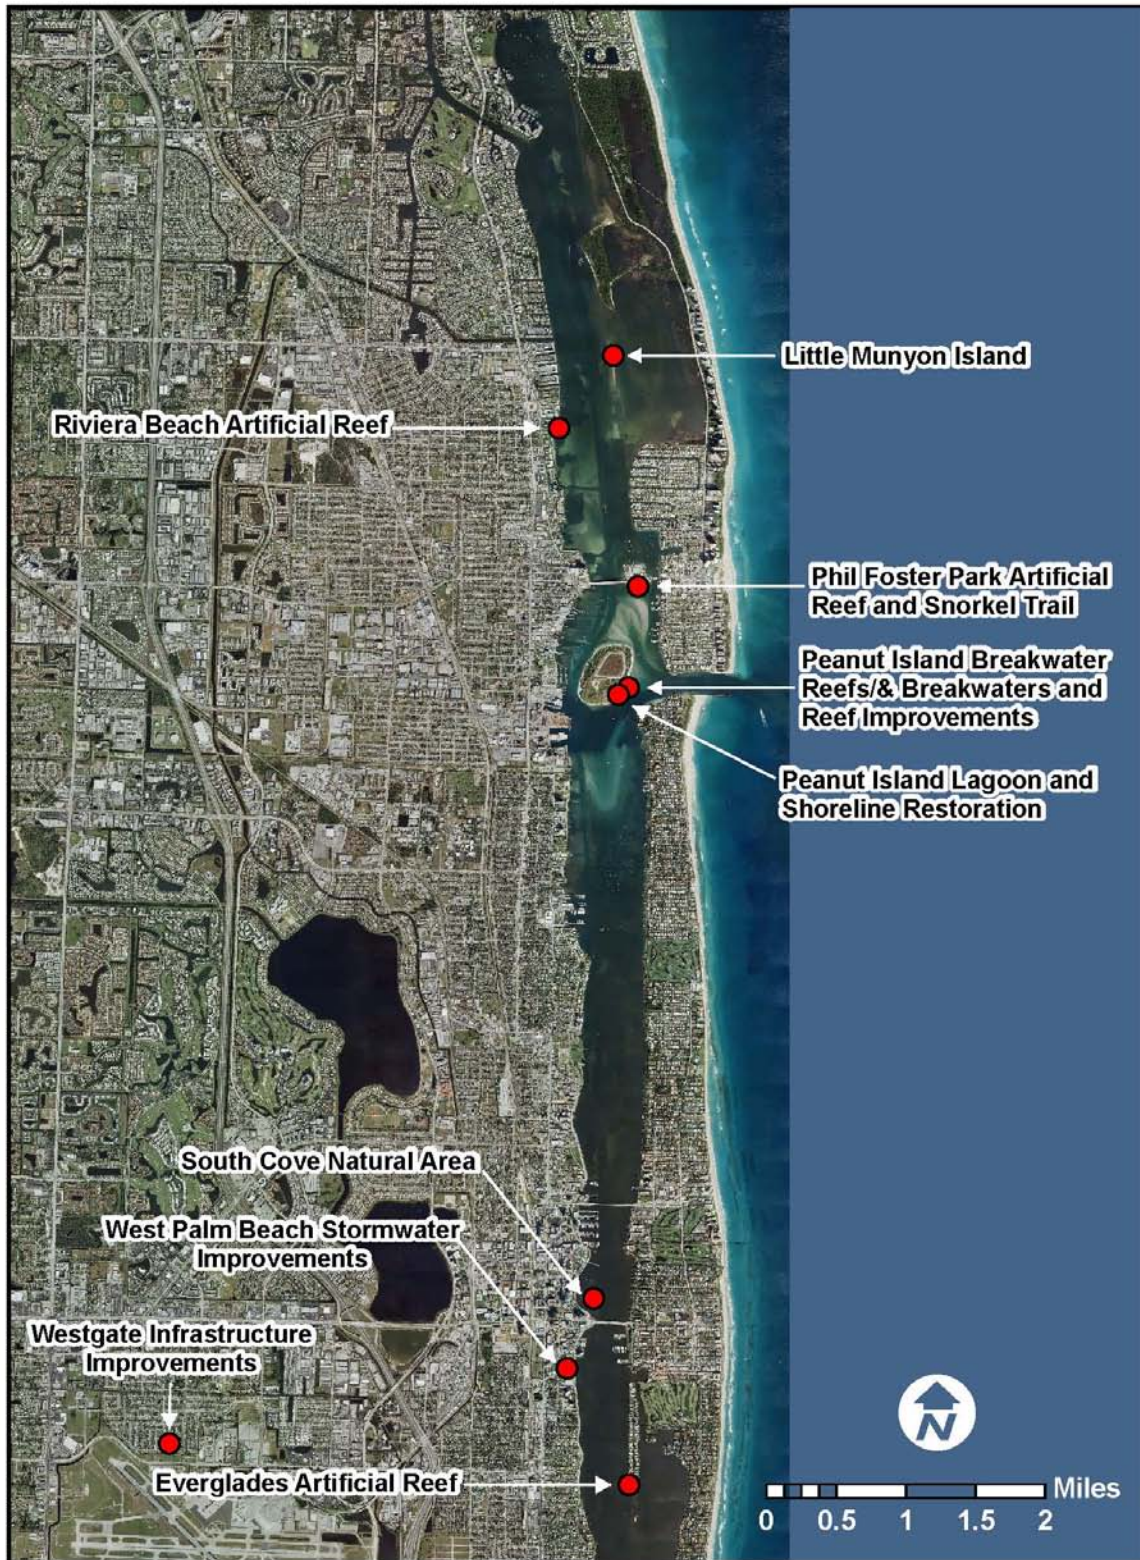 Little Munyon Island
Riviera Beach Artificial Reef
Phil Foster Park Artificial
Reef and Snorkel Trail
Peanut Island Breakwater
Reefs/& Breakwaters and
Reef Improvements
Peanut Island Lagoon and
Shoreline Restoration
South Cove Natural Area
West Palm Beach Stormwater
Improvements
Westgate Infrastructure
Improvements
Everglades Artificial Reef
N
Miles
0 0.5 1 1.5 2